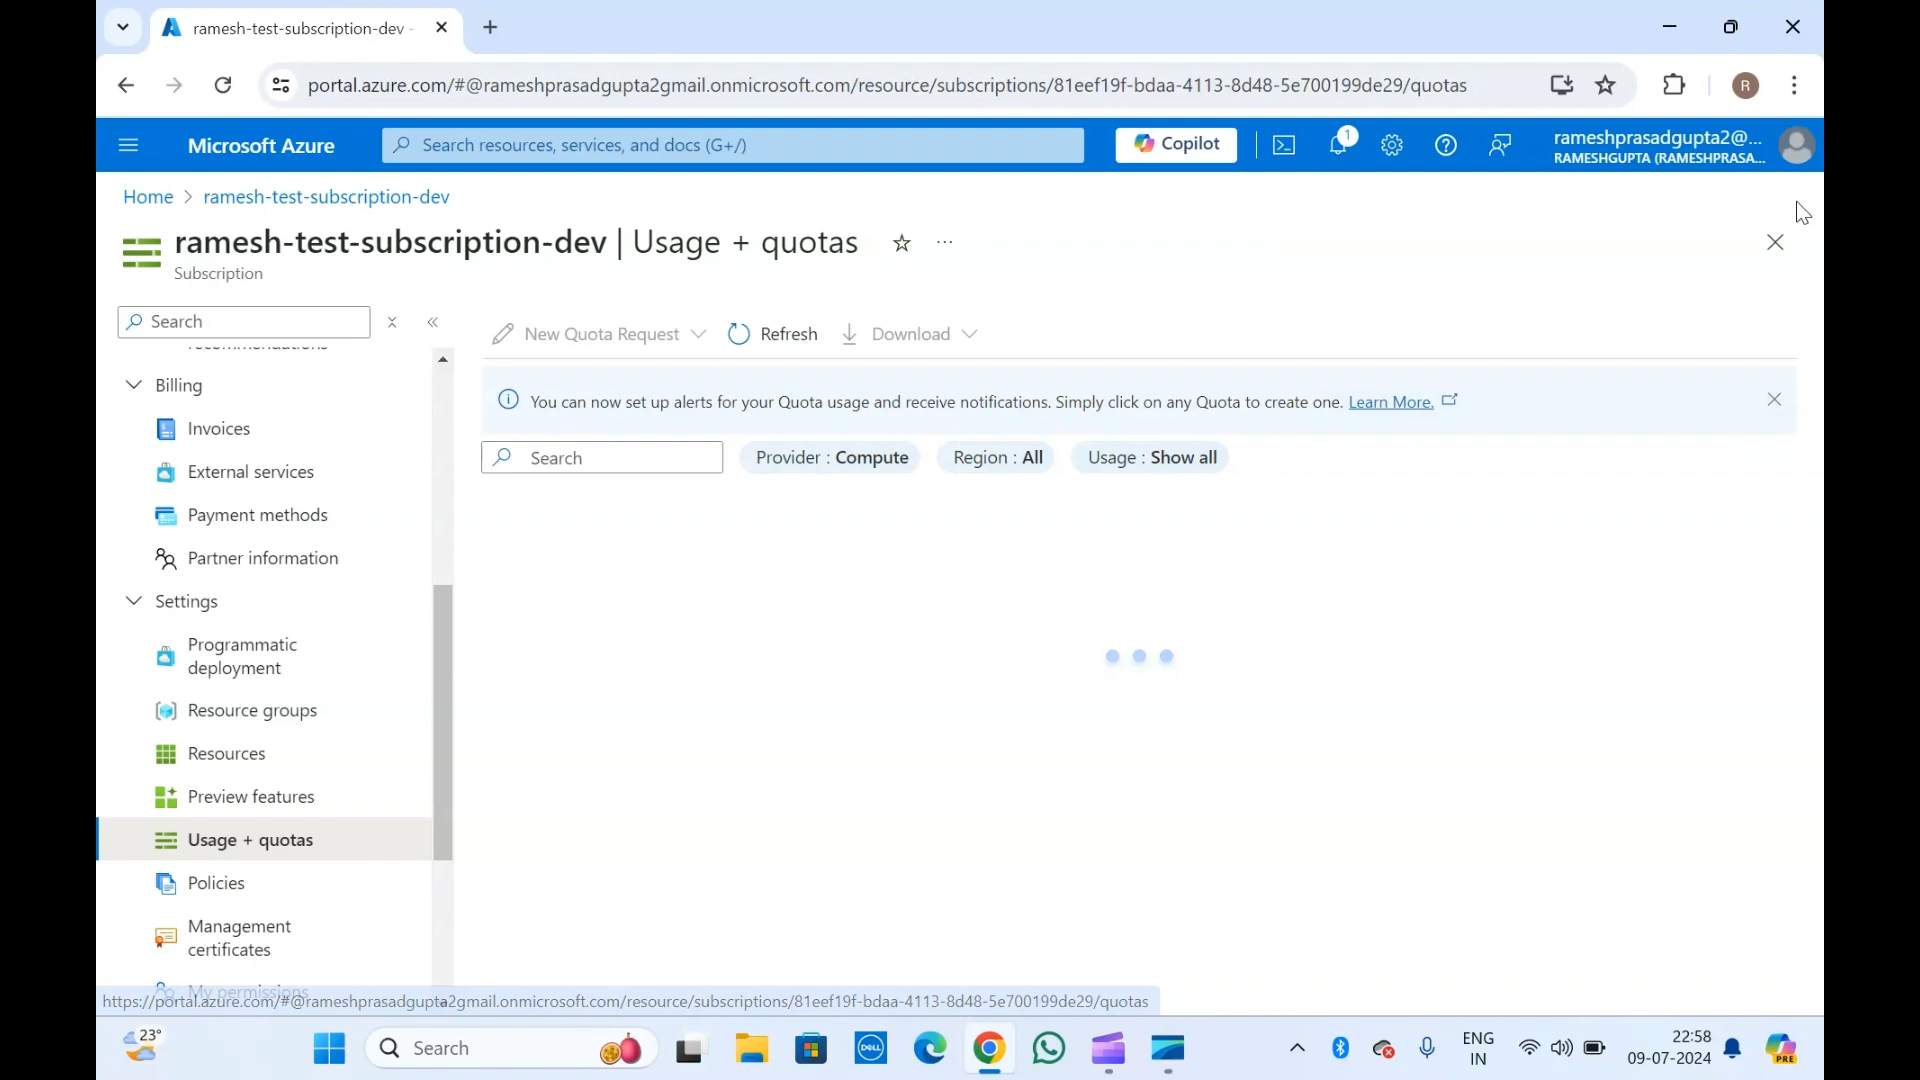 ramesh-test-subscription-dev -
portal.azure.com/#@rameshprasadgupta2gmail.onmicrosoft.com/resource/subscriptions/81eef19f-bdaa-4113-8d48-5e700199de29/quotas
R
Microsoft Azure
Search resources, services, and docs (G+/)
Copilot
1
rameshprasadgupta2@...
RAMESHGUPTA (RAMESHPRASA...
Home > ramesh-test-subscription-dev
ramesh-test-subscription-dev | Usage + quotas
...
Subscription
Search
New Quota Request
Refresh
Download
recommendations
Billing
You can now set up alerts for your Quota usage and receive notifications. Simply click on any Quota to create one. Learn More.
Invoices
Search
Provider : Compute
Region : All
Usage : Show all
External services
Payment methods
Partner information
Settings
Programmatic
deployment
Resource groups
Resources
Preview features
Usage + quotas
Policies
Management
certificates
My permissions
https://portal.azure.com/#@rameshprasadgupta2gmail.onmicrosoft.com/resource/subscriptions/81eef19f-bdaa-4113-8d48-5e700199de29/quotas
23°
Search
DELL
ENG
IN
22:58
09-07-2024
PRE